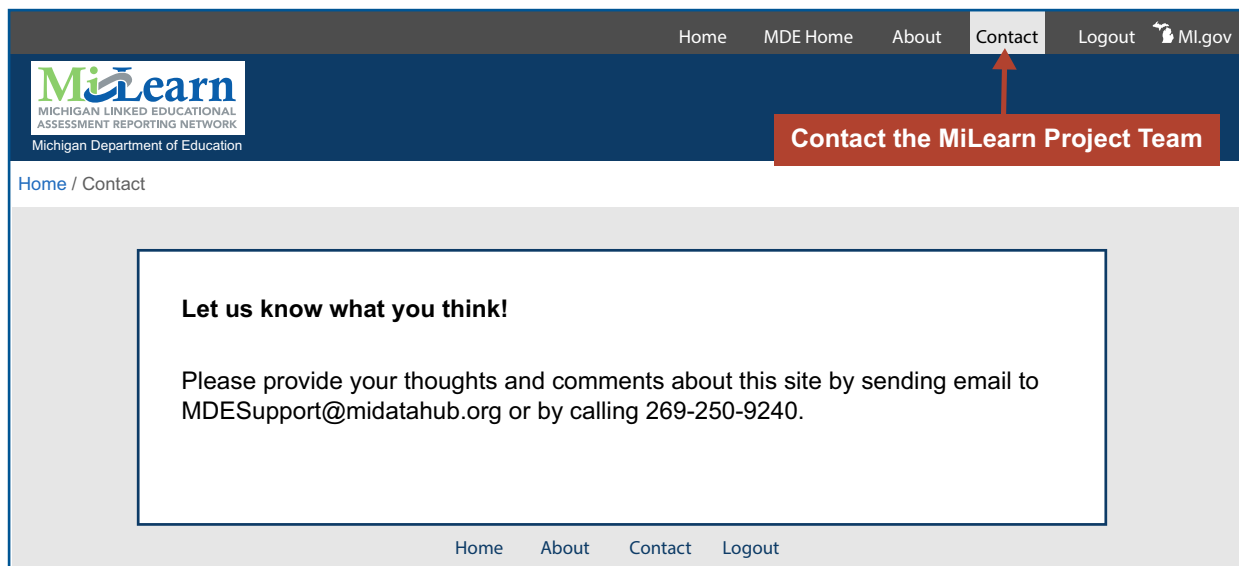 Home MDE Home About Contact Logout MI.gov
MiLearn
MICHIGAN LINKED EDUCATIONAL
ASSESSMENT REPORTING NETWORK
Michigan Department of Education
Contact the MiLearn Project Team
Home / Contact
Let us know what you think!
Please provide your thoughts and comments about this site by sending email to
MDESupport@midatahub.org or by calling 269-250-9240.
Home About Contact Logout